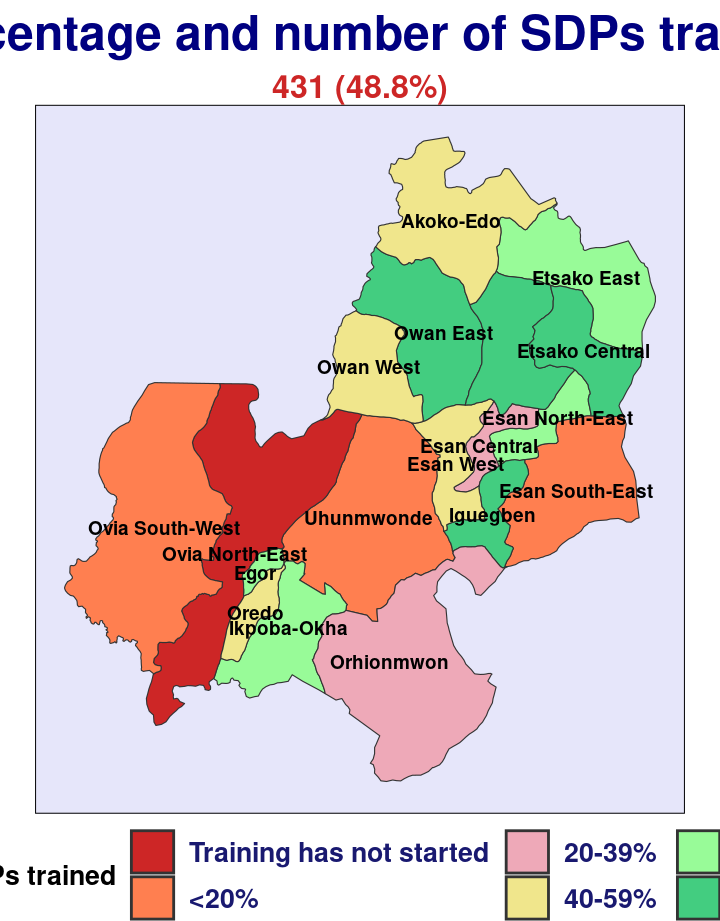 centage and number of SDPs tra
431 (48.8%)
Akoko-Edo
Etsako East
Owan East
Etsako Central
Owan West
Esan North-East
Esan Central
Esan West
Esan South-East
Iguegben
Uhunmwonde
Ovia South-West
Ovia North-East
Egor
Oredo
Ikpoba-Okha
Orhionmwon
Ps trained
Training has not started
20-39%
<20%
40-59%